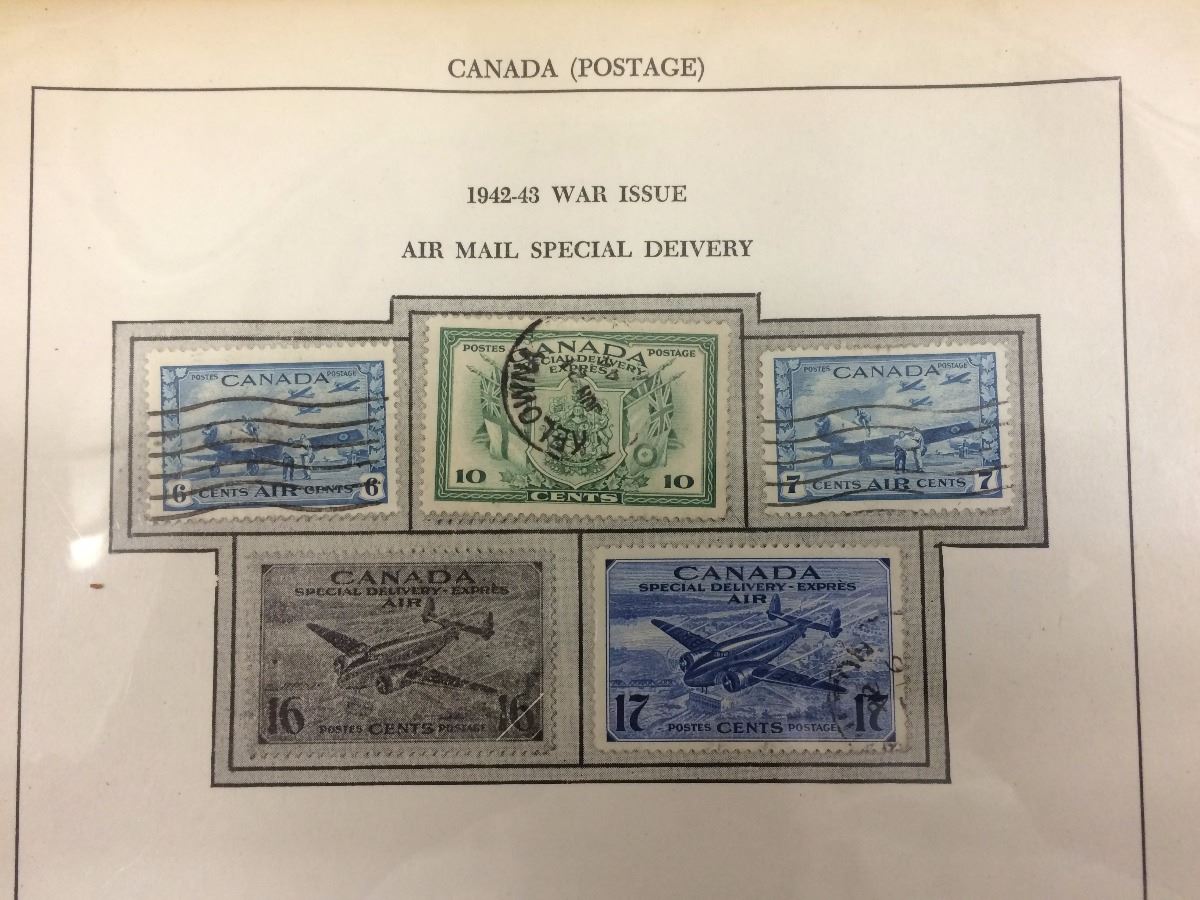 CANADA (POSTAGE)
1942-43 WAR ISSUE
AIR MAIL SPECIAL DEIVERY
POSTES CANADA POSTAGE
6 CENTS AIR CENTS 6
POSTES CANADA POSTAGE
SPECIAL DELIVERY
EXPRES
KELOWNA
10 10
CENTS
POSTES CANADA POSTAGE
7 CENTS AIR CENTS 7
CANADA
SPECIAL DELIVERY-EXPRÈS
AIR
16 POSTES CENTS POSTAGE 16
CANADA
SPECIAL DELIVERY-EXPRÈS
AIR
17 POSTES CENTS POSTAGE 17